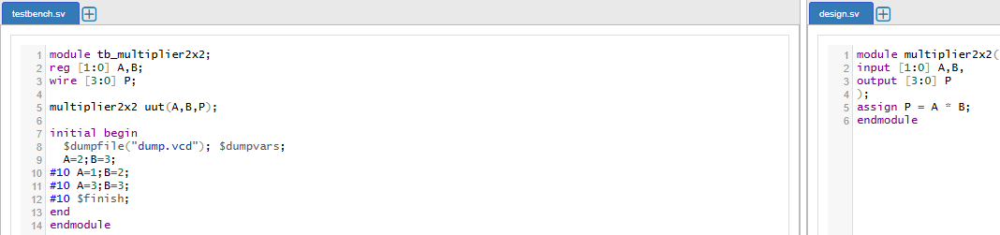 testbench.sv
1 module tb_multiplier2x2;
2 reg [1:0] A,B;
3 wire [3:0] P;
4
5 multiplier2x2 uut(A,B,P);
6
7 initial begin
8   $dumpfile("dump.vcd"); $dumpvars;
9   A=2;B=3;
10 #10 A=1;B=2;
11 #10 A=3;B=3;
12 #10 $finish;
13 end
14 endmodule
design.sv
1 module multiplier2x2(
2 input [1:0] A,B,
3 output [3:0] P
4 );
5 assign P = A * B;
6 endmodule